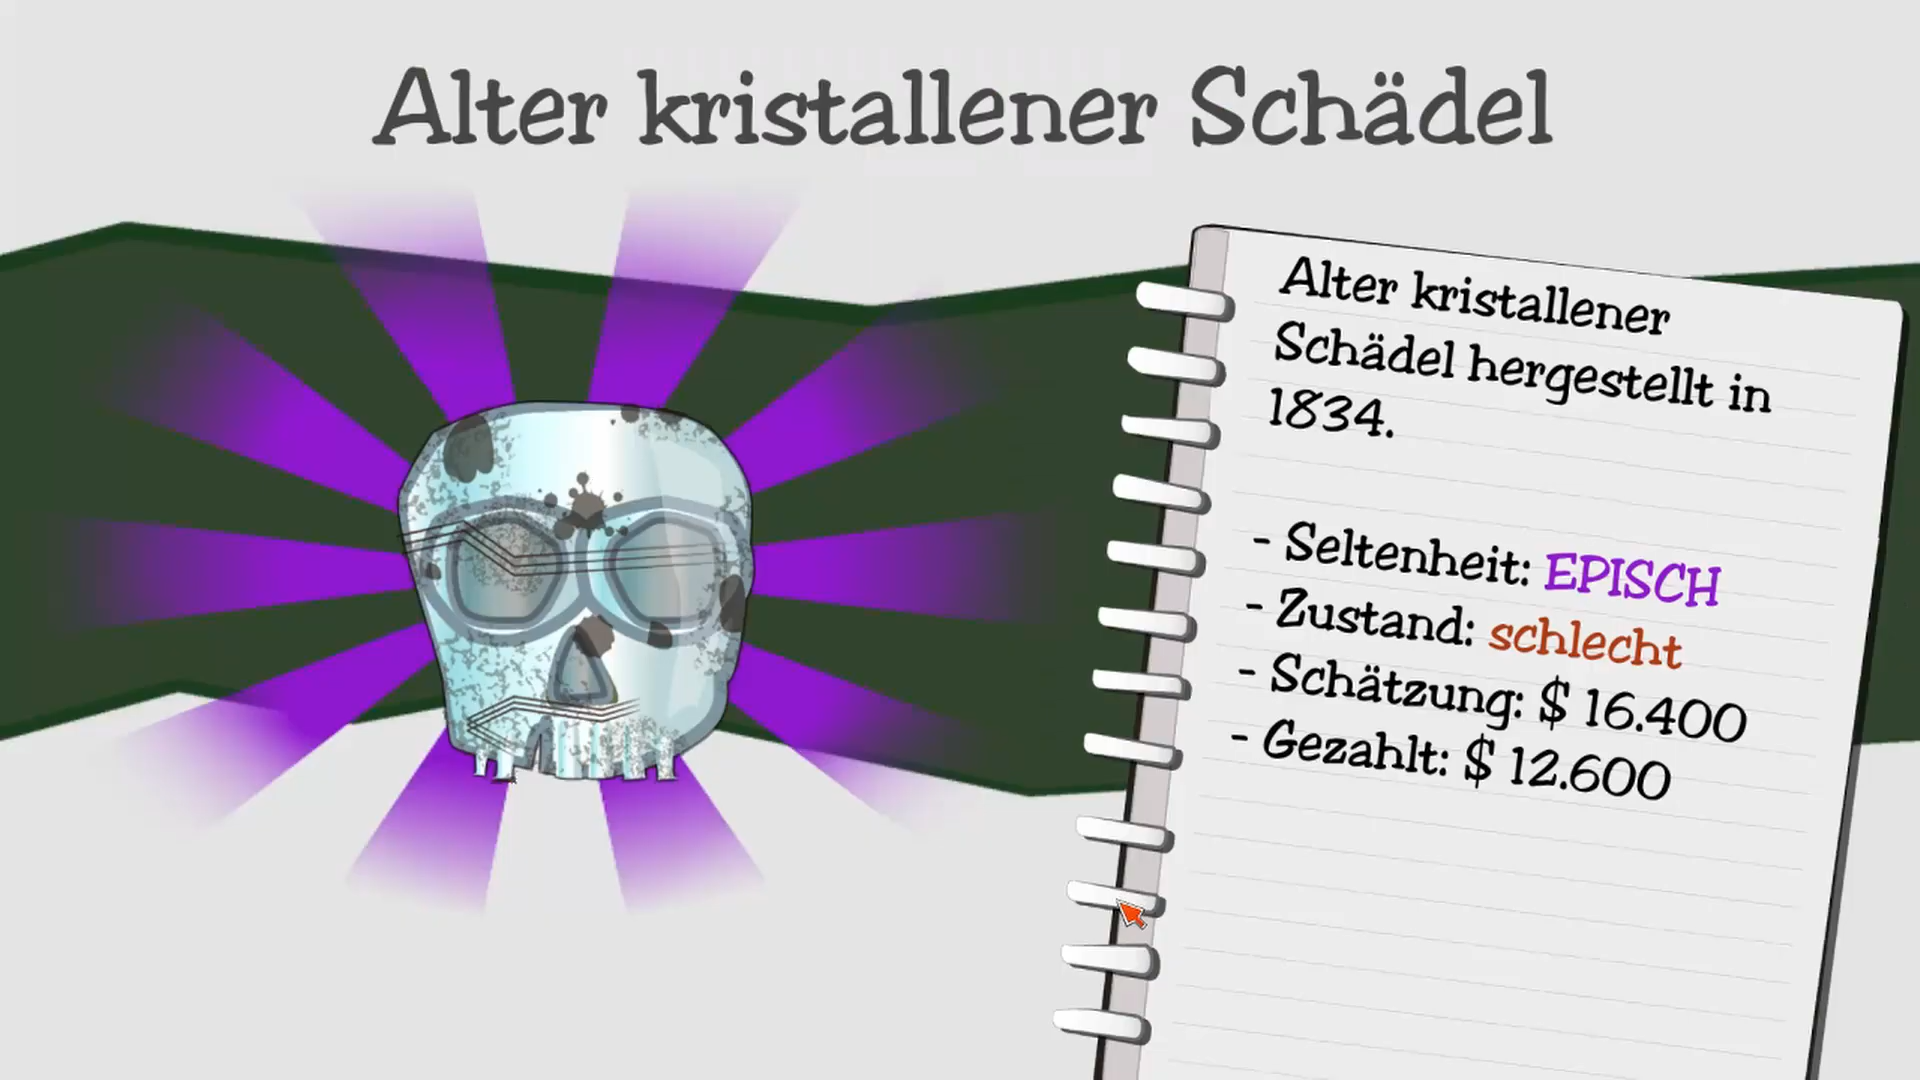 Alter kristallener Schädel
Alter kristallener
Schädel hergestellt in
1834.
- Seltenheit: EPISCH
- Zustand: schlecht
- Schätzung: $ 16.400
- Gezahlt: $ 12.600